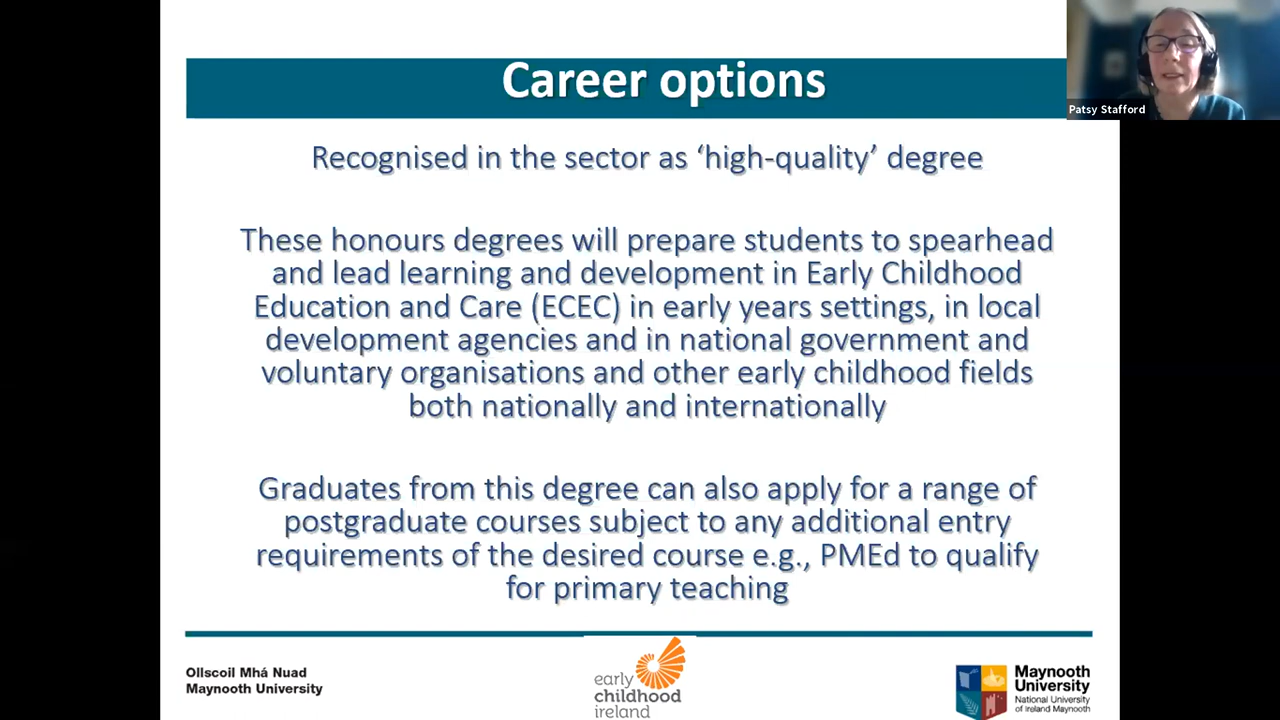 Career options
Patsy Stafford
Recognised in the sector as ‘high-quality’ degree
These honours degrees will prepare students to spearhead
and lead learning and development in Early Childhood
Education and Care (ECEC) in early years settings, in local
development agencies and in national government and
voluntary organisations and other early childhood fields
both nationally and internationally
Graduates from this degree can also apply for a range of
postgraduate courses subject to any additional entry
requirements of the desired course e.g., PMEd to qualify
for primary teaching
Ollscoil Mhá Nuad
Maynooth University
early
childhood
ireland
Maynooth
University
National University
of Ireland Maynooth